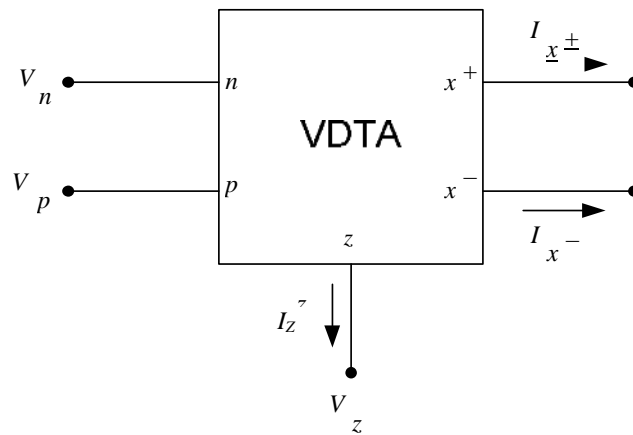 I x ±
V n n x +
VDTA
V p p x −
z
I x −
I Z z
V z